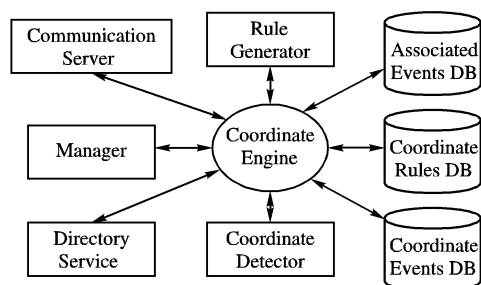 Communication
Server
Rule
Generator
Associated
Events DB
Manager
Coordinate
Engine
Coordinate
Rules DB
Directory
Service
Coordinate
Detector
Coordinate
Events DB